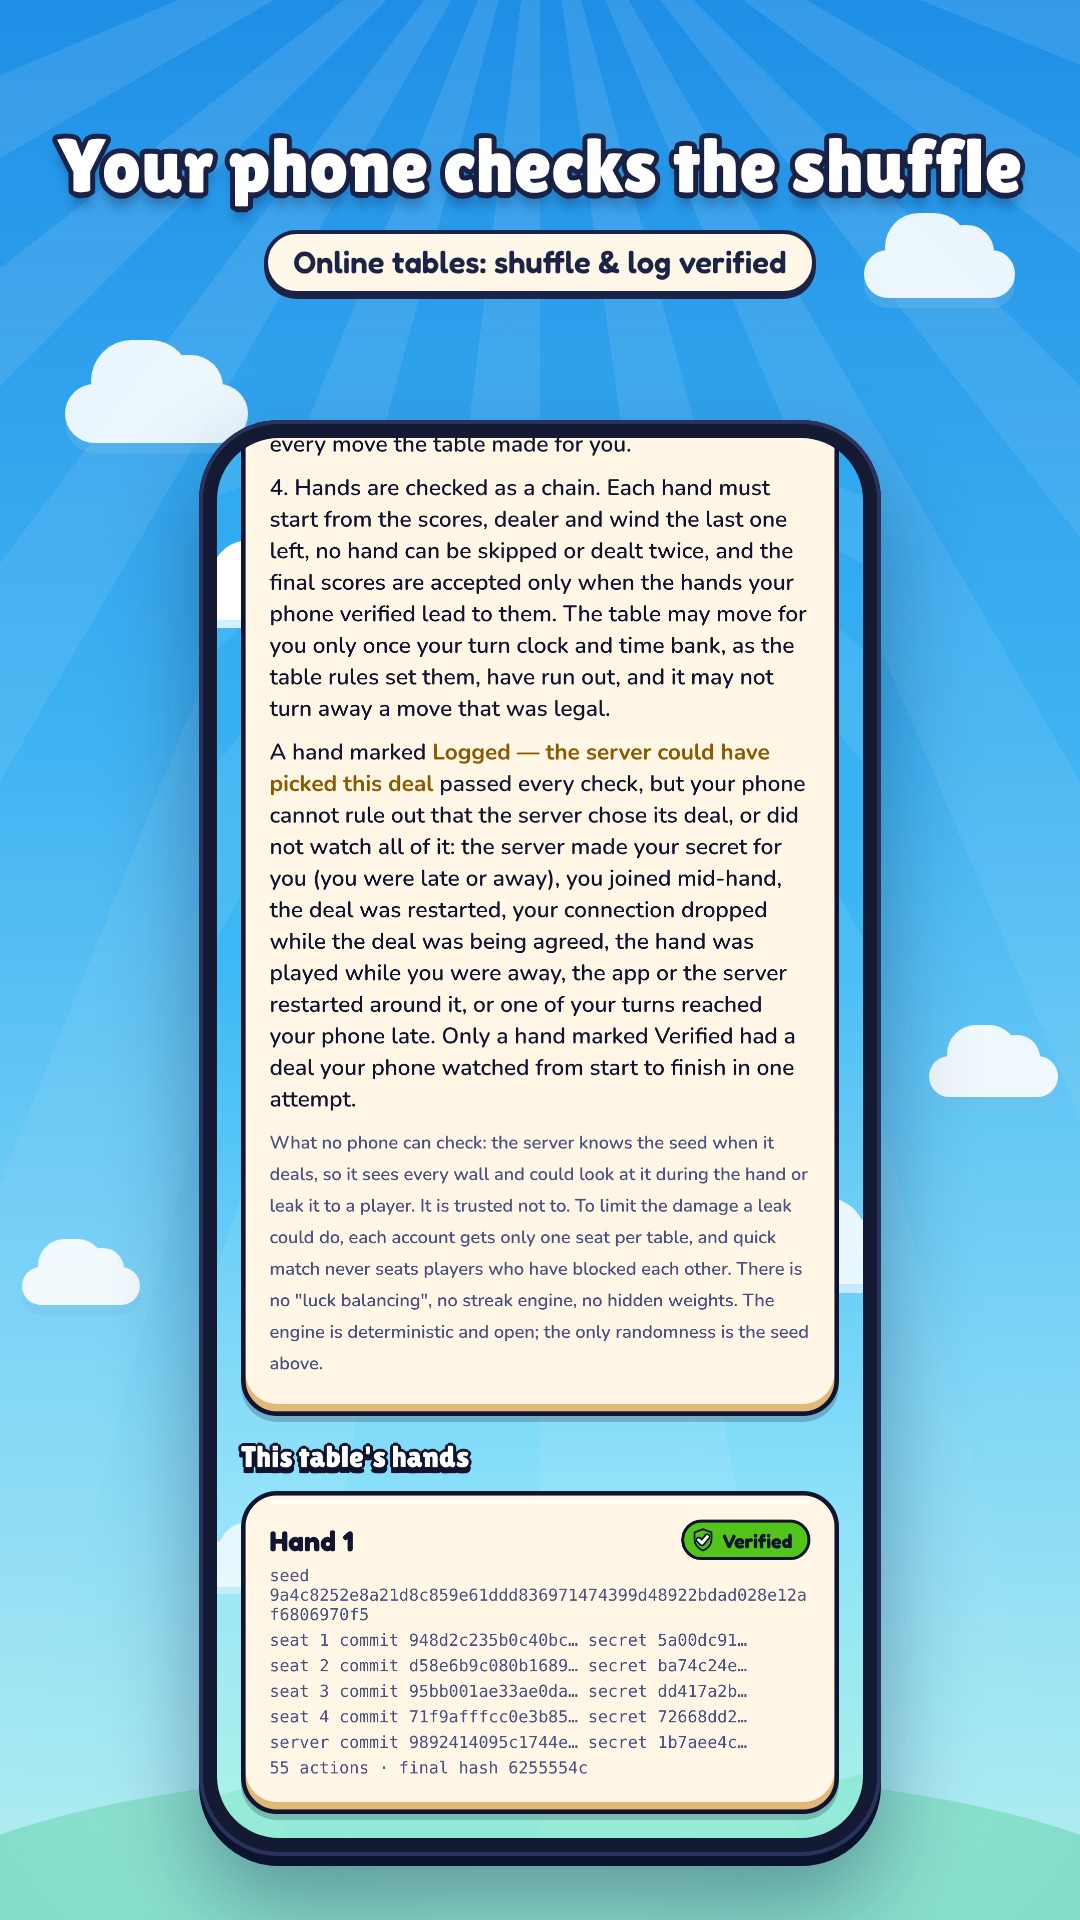 Your phone checks the shuffle
Online tables: shuffle & log verified
every move the table made for you.
4. Hands are checked as a chain. Each hand must
start from the scores, dealer and wind the last one
left, no hand can be skipped or dealt twice, and the
final scores are accepted only when the hands your
phone verified lead to them. The table may move for
you only once your turn clock and time bank, as the
table rules set them, have run out, and it may not
turn away a move that was legal.
A hand marked Logged — the server could have
picked this deal passed every check, but your phone
cannot rule out that the server chose its deal, or did
not watch all of it: the server made your secret for
you (you were late or away), you joined mid-hand,
the deal was restarted, your connection dropped
while the deal was being agreed, the hand was
played while you were away, the app or the server
restarted around it, or one of your turns reached
your phone late. Only a hand marked Verified had a
deal your phone watched from start to finish in one
attempt.
What no phone can check: the server knows the seed when it
deals, so it sees every wall and could look at it during the hand or
leak it to a player. It is trusted not to. To limit the damage a leak
could do, each account gets only one seat per table, and quick
match never seats players who have blocked each other. There is
no "luck balancing", no streak engine, no hidden weights. The
engine is deterministic and open; the only randomness is the seed
above.
This table's hands
Hand 1
Verified
seed
9a4c8252e8a21d8c859e61ddd836971474399d48922bdad028e12a
f6806970f5
seat 1 commit 948d2c235b0c40bc… secret 5a00dc91…
seat 2 commit d58e6b9c080b1689… secret ba74c24e…
seat 3 commit 95bb001ae33ae0da… secret dd417a2b…
seat 4 commit 71f9afffcc0e3b85… secret 72668dd2…
server commit 9892414095c1744e… secret 1b7aee4c…
55 actions · final hash 6255554c